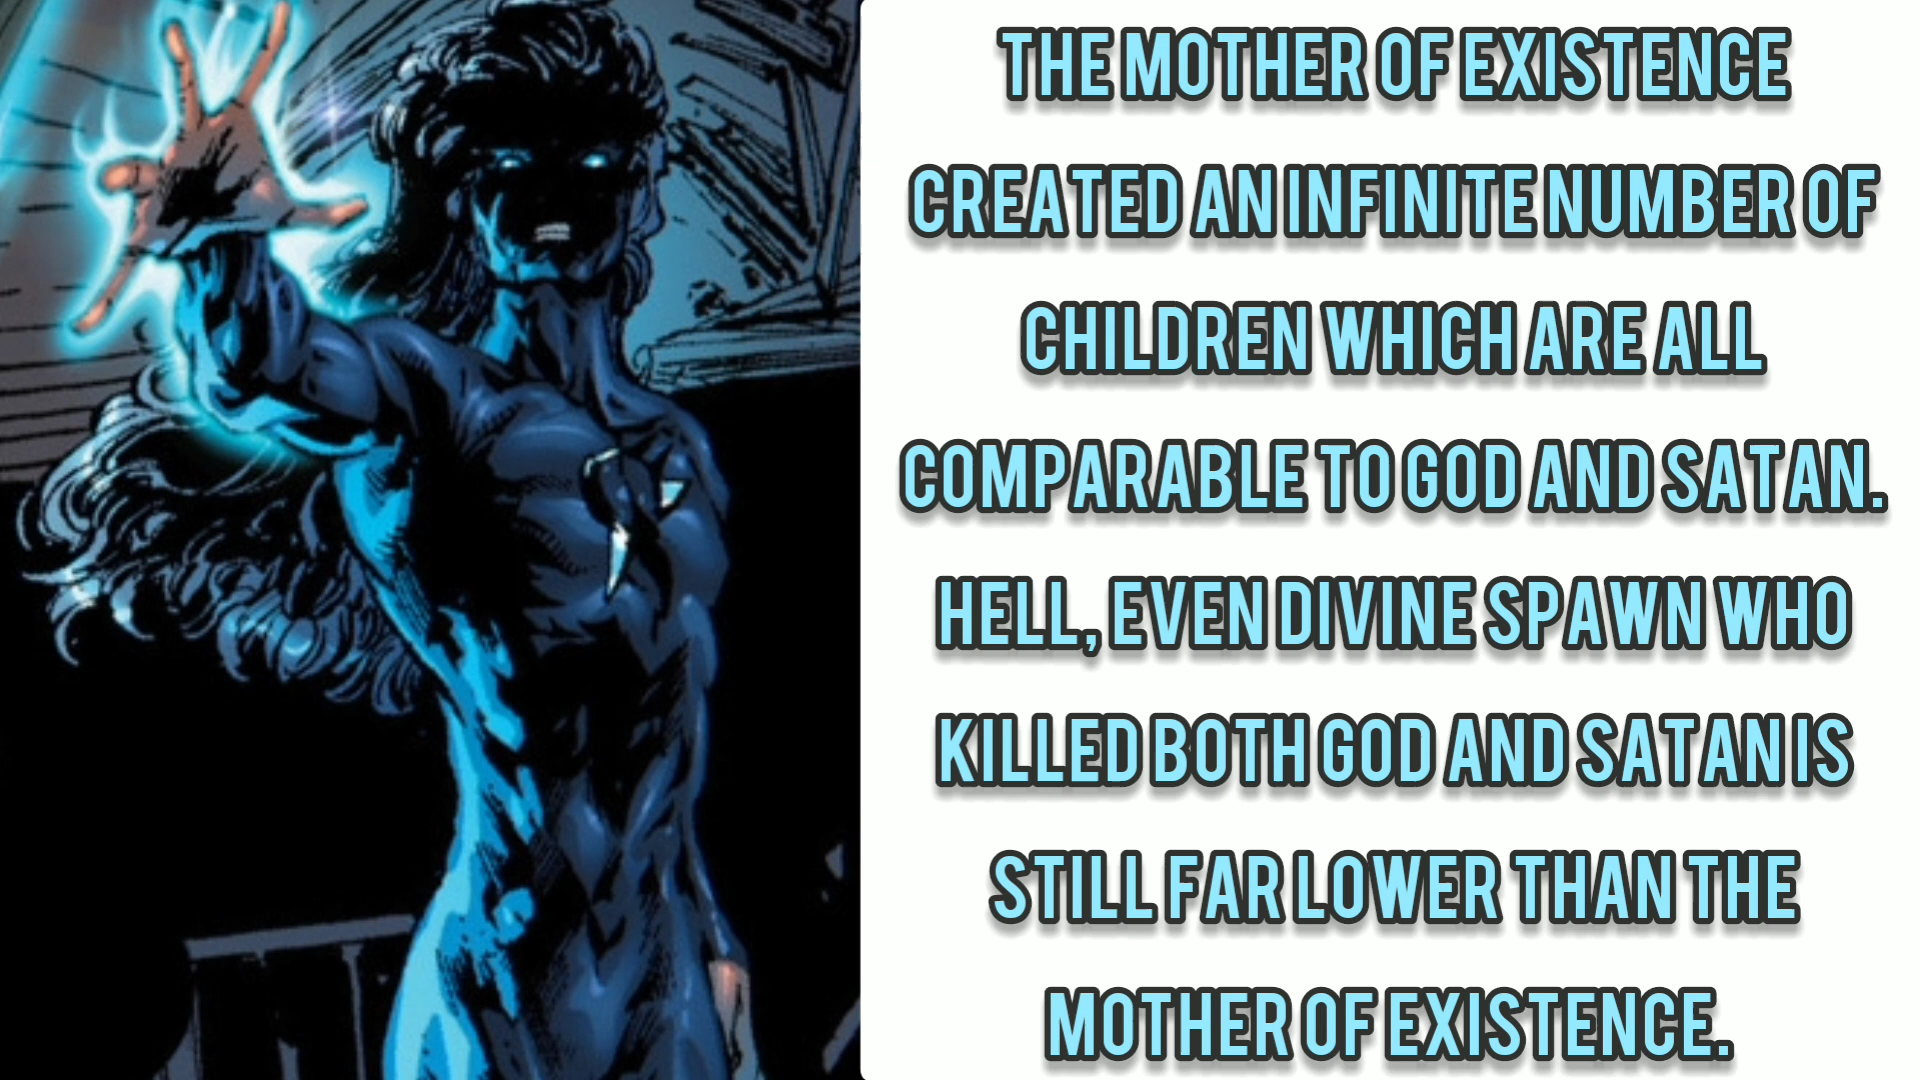 THE MOTHER OF EXISTENCE
CREATED AN INFINITE NUMBER OF
CHILDREN WHICH ARE ALL
COMPARABLE TO GOD AND SATAN.
HELL, EVEN DIVINE SPAWN WHO
KILLED BOTH GOD AND SATAN IS
STILL FAR LOWER THAN THE
MOTHER OF EXISTENCE.